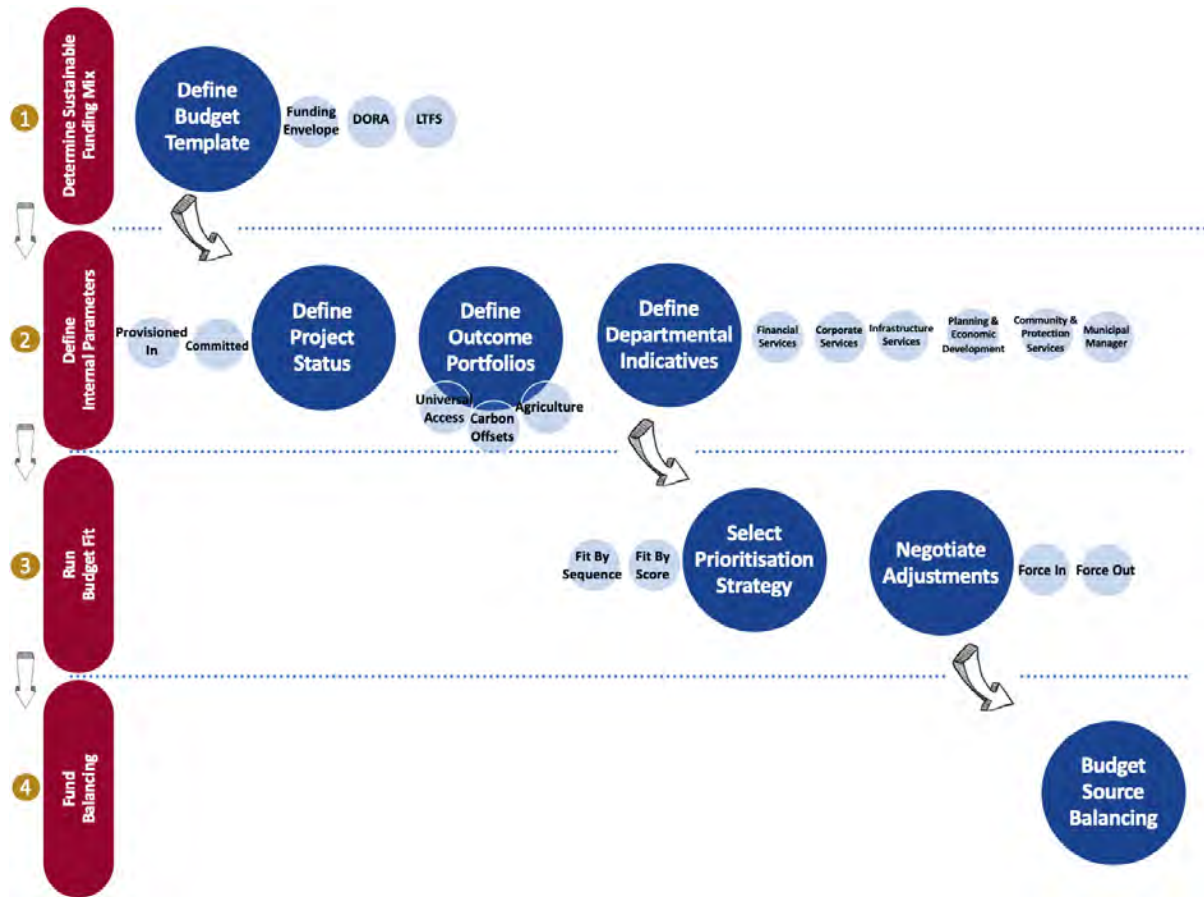 1
Determine Sustainable
Funding Mix
Define
Budget
Template
Funding
Envelope
DORA
LTFS
2
Define
Internal Parameters
Provisioned
In
Committed
Define
Project
Status
Define
Outcome
Portfolios
Universal
Access
Carbon
Offsets
Agriculture
Define
Departmental
Indicatives
Financial
Services
Corporate
Services
Infrastructure
Services
Planning &
Economic
Development
Community &
Protection
Services
Municipal
Manager
3
Run
Budget Fit
Fit By
Sequence
Fit By
Score
Select
Prioritisation
Strategy
Negotiate
Adjustments
Force In
Force Out
4
Fund
Balancing
Budget
Source
Balancing